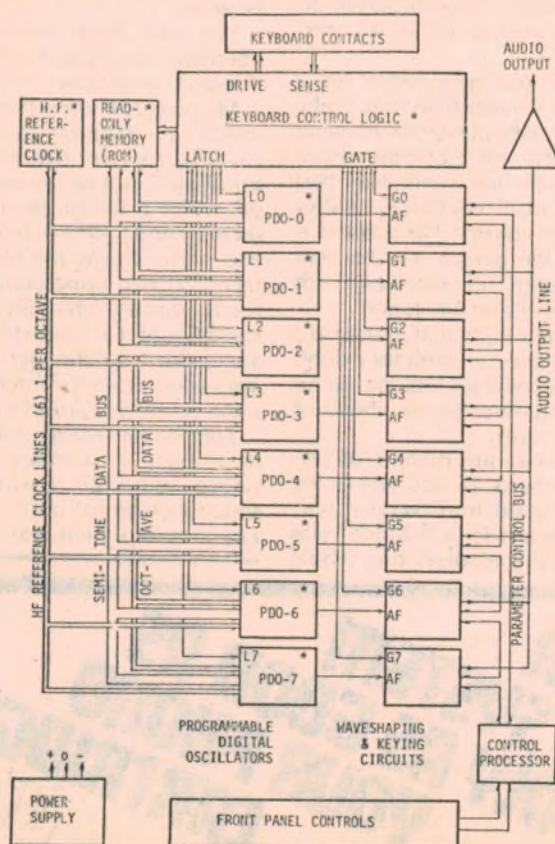 KEYBOARD CONTACTS
AUDIO
OUTPUT
DRIVE SENSE
H.F.*
REFER-
ENCE
CLOCK
READ-*
ONLY
MEMORY
(ROM)
KEYBOARD CONTROL LOGIC *
LATCH GATE
L0
PDO-0
G0
AF
L1 *
PDO-1
G1
AF
L2 *
PDO-2
G2
AF
L3 *
PDO-3
G3
AF
L4 *
PDO-4
G4
AF
L5 *
PDO-5
G5
AF
L6 *
PDO-6
G6
AF
L7 *
PDO-7
G7
AF
HF REFERENCE CLOCK LINES (6) PER OCTAVE
SEMI- TONE DATA BUS
OCT- AVE DATA BUS
AUDIO OUTPUT LINE
PARAMETER CONTROL BUS
PROGRAMMABLE
DIGITAL
OSCILLATORS
WAVESHAPING
& KEYING
CIRCUITS
CONTROL
PROCESSOR
+ o -
POWER-
SUPPLY
FRONT PANEL CONTROLS